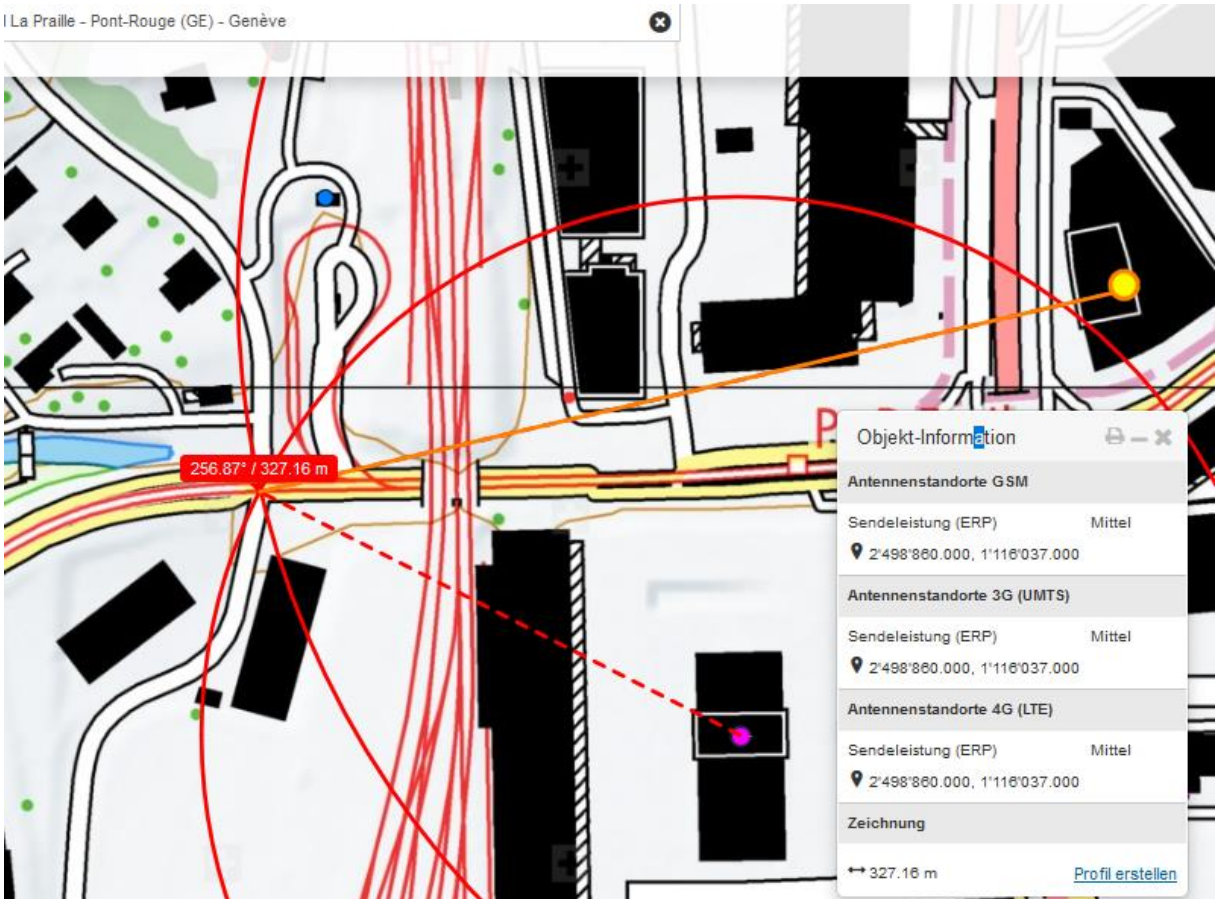 La Praille - Pont-Rouge (GE) - Genève
256.87° / 327.16 m
Objekt-Information
Antennenstandorte GSM
Sendeleistung (ERP) Mittel
2'498'860.000, 1'116'037.000
Antennenstandorte 3G (UMTS)
Sendeleistung (ERP) Mittel
2'498'860.000, 1'116'037.000
Antennenstandorte 4G (LTE)
Sendeleistung (ERP) Mittel
2'498'860.000, 1'116'037.000
Zeichnung
327.16 m Profil erstellen